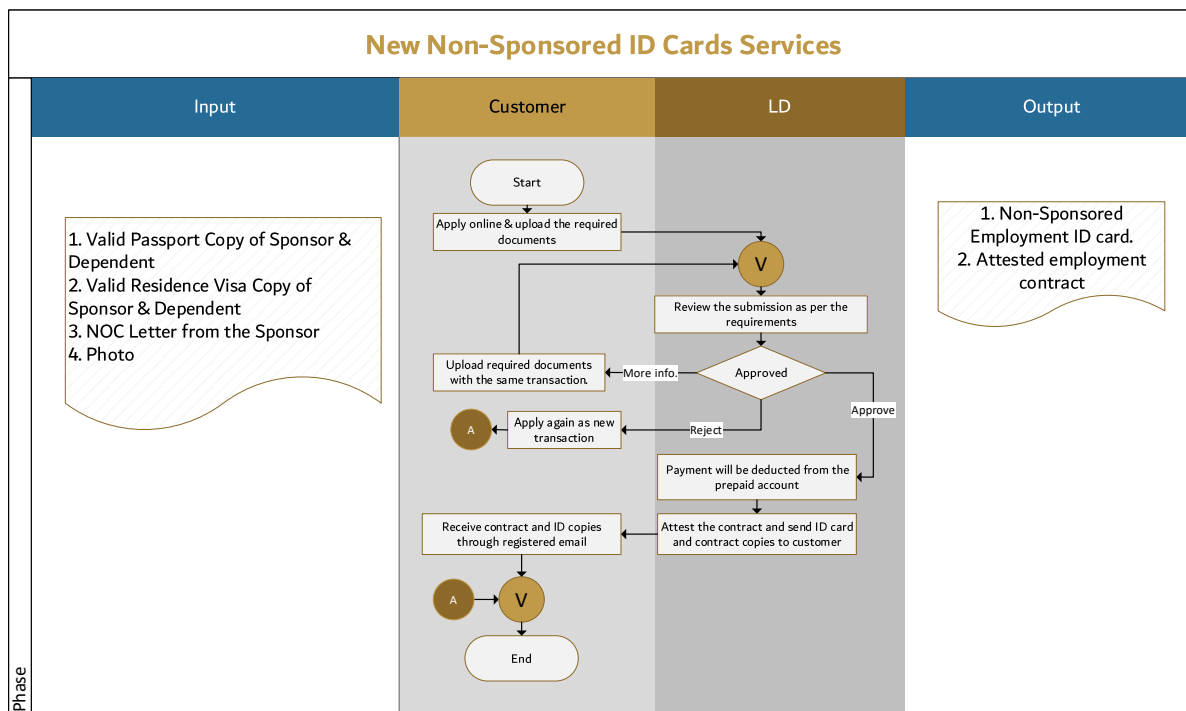 New Non-Sponsored ID Cards Services
Input
Customer
LD
Output
Phase
1. Valid Passport Copy of Sponsor &
Dependent
2. Valid Residence Visa Copy of
Sponsor & Dependent
3. NOC Letter from the Sponsor
4. Photo
Start
Apply online & upload the required
documents
V
Review the submission as per the
requirements
Approved
More info.
Upload required documents
with the same transaction.
Reject
Apply again as new
transaction
A
Approve
Payment will be deducted from the
prepaid account
Attest the contract and send ID card
and contract copies to customer
Receive contract and ID copies
through registered email
A
V
End
1. Non-Sponsored
Employment ID card.
2. Attested employment
contract